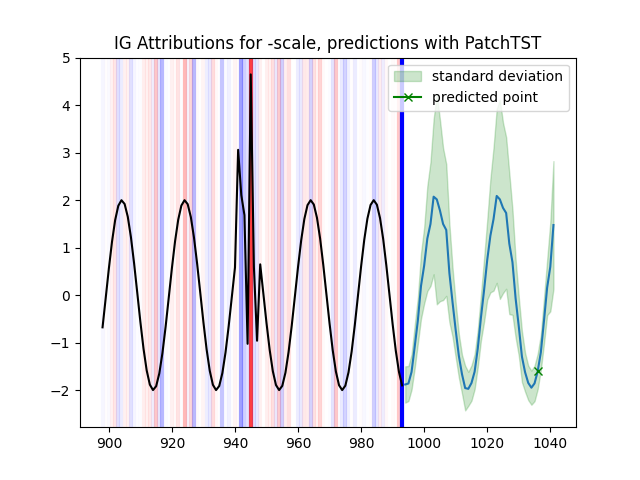 IG Attributions for -scale, predictions with PatchTST
standard deviation
predicted point
5
4
3
2
1
0
−1
−2
900 920 940 960 980 1000 1020 1040